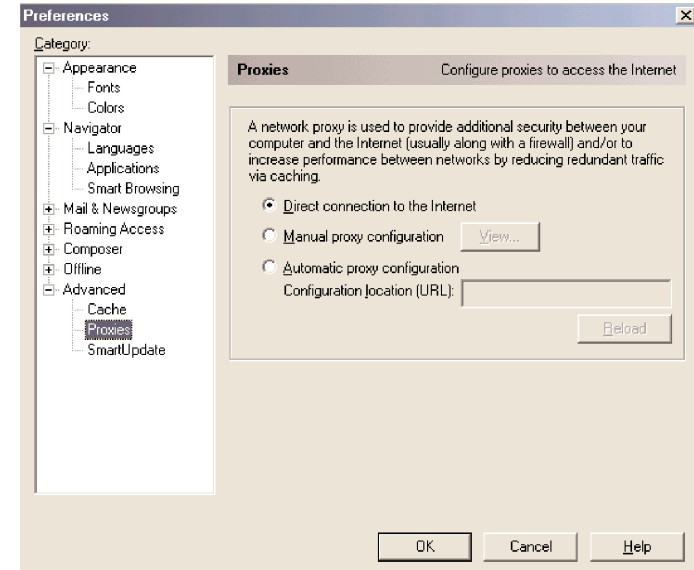 Preferences
Category:
Appearance
Fonts
Colors
Navigator
Languages
Applications
Smart Browsing
Mail & Newsgroups
Roaming Access
Composer
Offline
Advanced
Cache
Proxies
SmartUpdate
Proxies Configure proxies to access the Internet
A network proxy is used to provide additional security between your
computer and the Internet (usually along with a firewall) and/or to
increase performance between networks by reducing redundant traffic
via caching.
Direct connection to the Internet
Manual proxy configuration View...
Automatic proxy configuration
Configuration location (URL):
Reload
OK Cancel Help